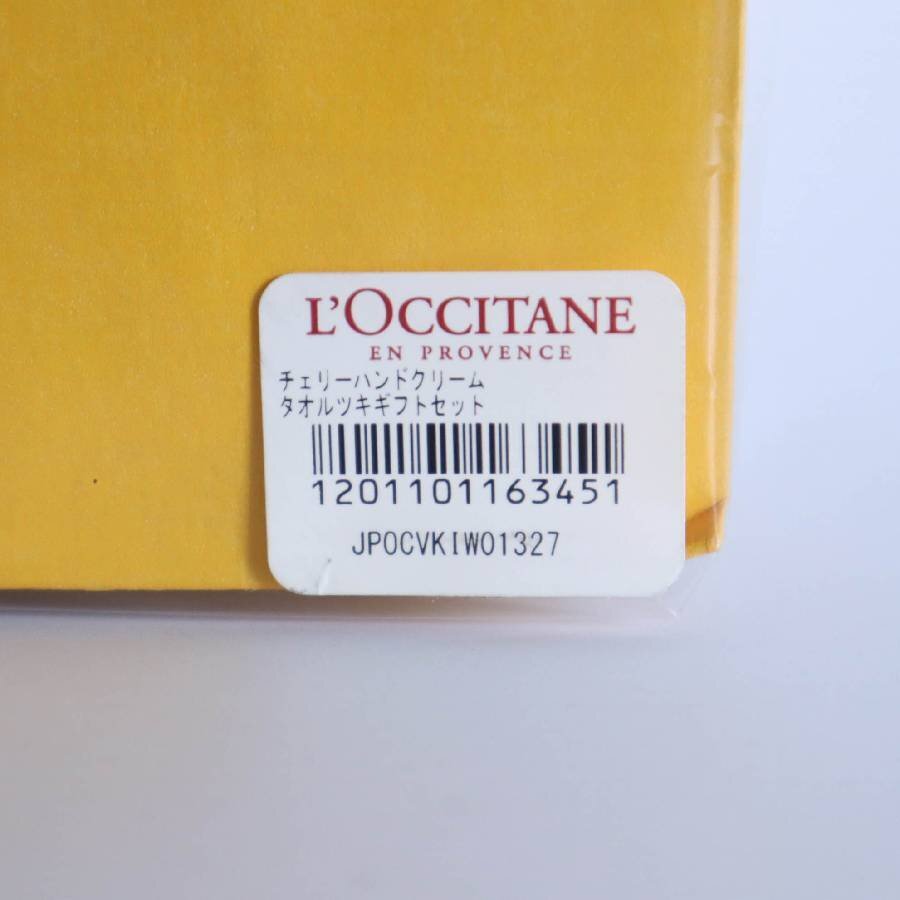 L'OCCITANE
EN PROVENCE
チェリーハンドクリーム
タオルツキギフトセット
1201101163451
JPOCVKIW01327